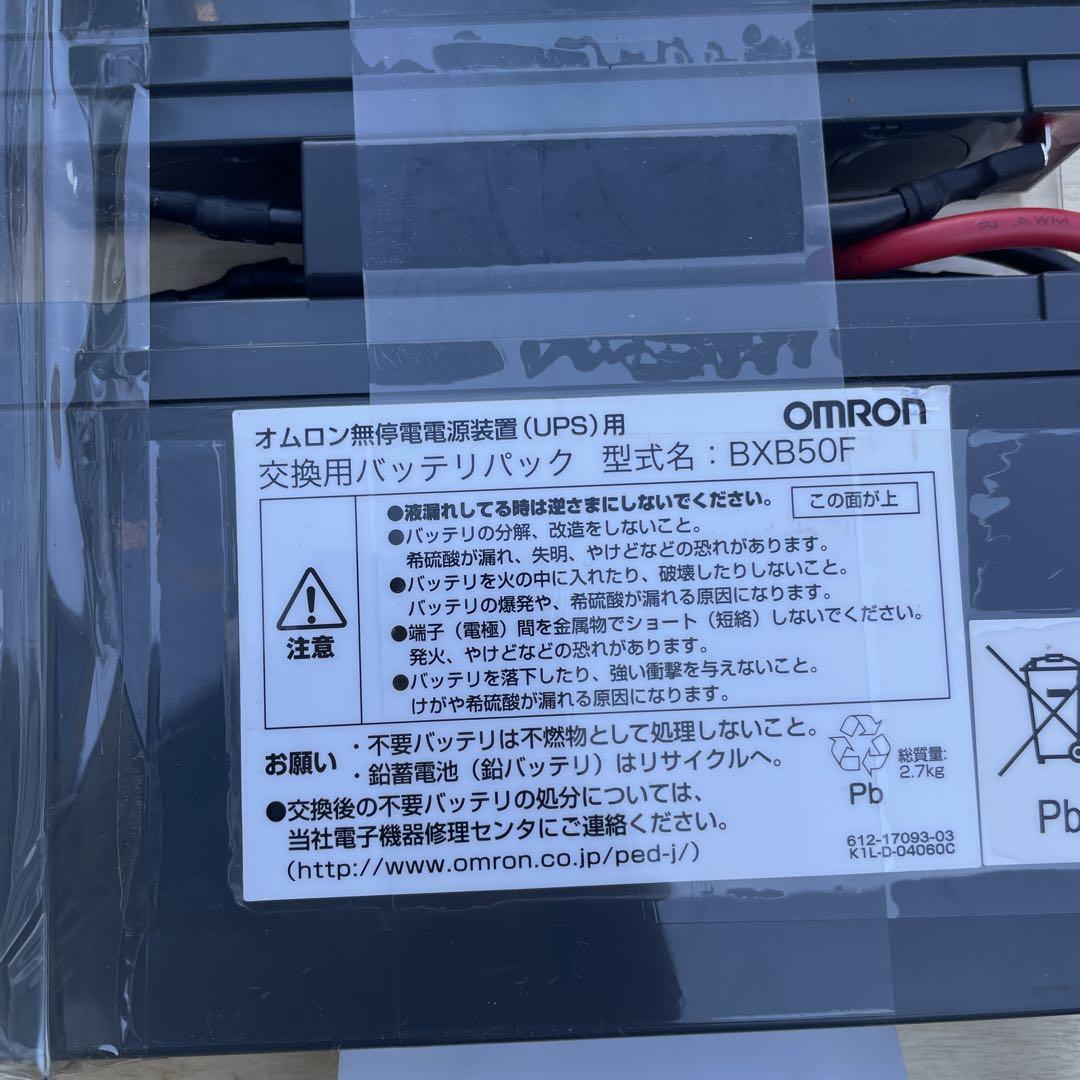 AWM
OMRON
オムロン無停電電源装置(UPS)用
交換用バッテリパック 型式名:BXB50F
●液漏れしてる時は逆さまにしないでください。 この面が上
●バッテリの分解、改造をしないこと。
希硫酸が漏れ、失明、やけどなどの恐れがあります。
●バッテリを火の中に入れたり、破壊したりしないこと。
バッテリの爆発や、希硫酸が漏れる原因になります。
●端子(電極)間を金属物でショート(短絡)しないでください。
発火、やけどなどの恐れがあります。
●バッテリを落下したり、強い衝撃を与えないこと。
けがや希硫酸が漏れる原因になります。
注意
お願い
・不要バッテリは不燃物として処理しないこと。
・鉛蓄電池(鉛バッテリ)はリサイクルへ。
●交換後の不要バッテリの処分については、
当社電子機器修理センタにご連絡ください。
(http://www.omron.co.jp/ped-j/)
Pb
総質量:
2.7kg
612-17093-03
K1L-D-04060C
Pb